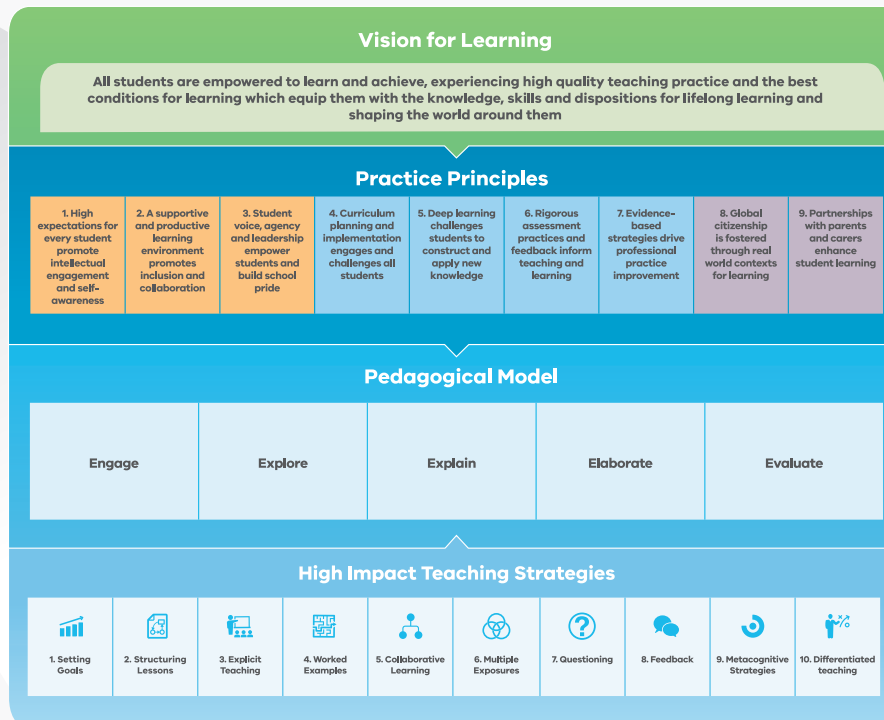 Vision for Learning
All students are empowered to learn and achieve, experiencing high quality teaching practice and the best
conditions for learning which equip them with the knowledge, skills and dispositions for lifelong learning and
shaping the world around them
Practice Principles
1. High
expectations for
every student
promote
intellectual
engagement
and self-
awareness
2. A supportive
and productive
learning
environment
promotes
inclusion and
collaboration
3. Student
voice, agency
and leadership
empower
students and
build school
pride
4. Curriculum
planning and
implementation
engages and
challenges all
students
5. Deep learning
challenges
students to
construct and
apply new
knowledge
6. Rigorous
assessment
practices and
feedback inform
teaching and
learning
7. Evidence-
based
strategies drive
professional
practice
improvement
8. Global
citizenship
is fostered
through real
world contexts
for learning
9. Partnerships
with parents
and carers
enhance
student learning
Pedagogical Model
Engage
Explore
Explain
Elaborate
Evaluate
High Impact Teaching Strategies
1. Setting
Goals
2. Structuring
Lessons
3. Explicit
Teaching
4. Worked
Examples
5. Collaborative
Learning
6. Multiple
Exposures
7. Questioning
8. Feedback
9. Metacognitive
Strategies
10. Differentiated
teaching